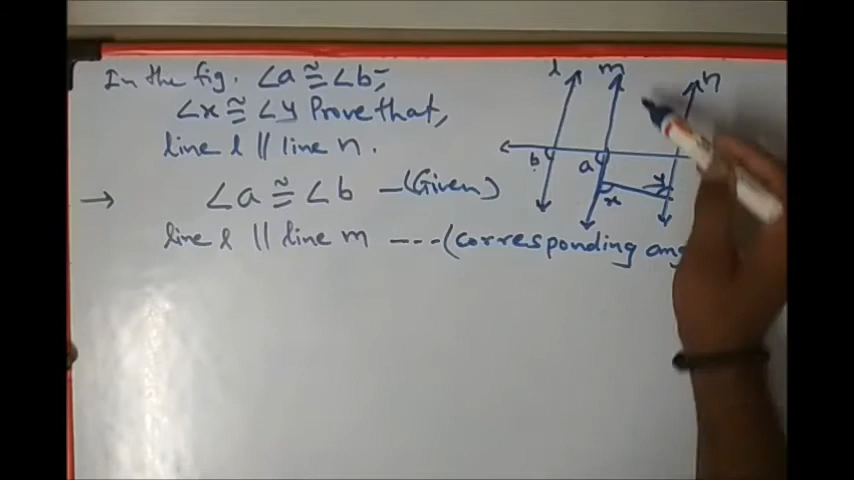 In the fig. ∠a ≅ ∠b,
∠x ≅ ∠y Prove that,
line l || line n.
→ ∠a ≅ ∠b —(Given)
line l || line m ---(corresponding ang
l m n
b a y
x